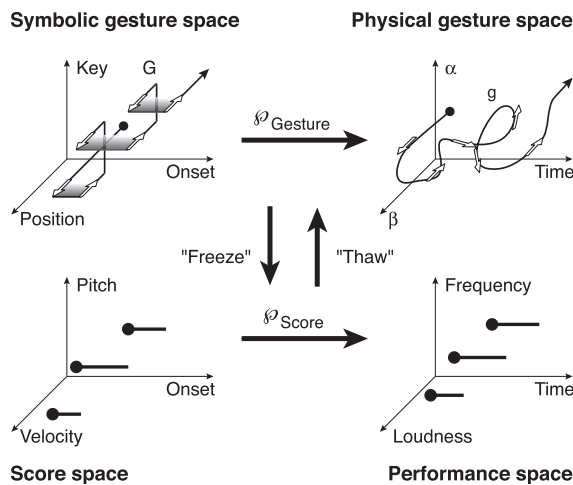 Symbolic gesture space
Physical gesture space
Key
G
Onset
Position
℘Gesture
α
g
Time
β
"Freeze"
"Thaw"
Pitch
Onset
Velocity
℘Score
Frequency
Time
Loudness
Score space
Performance space